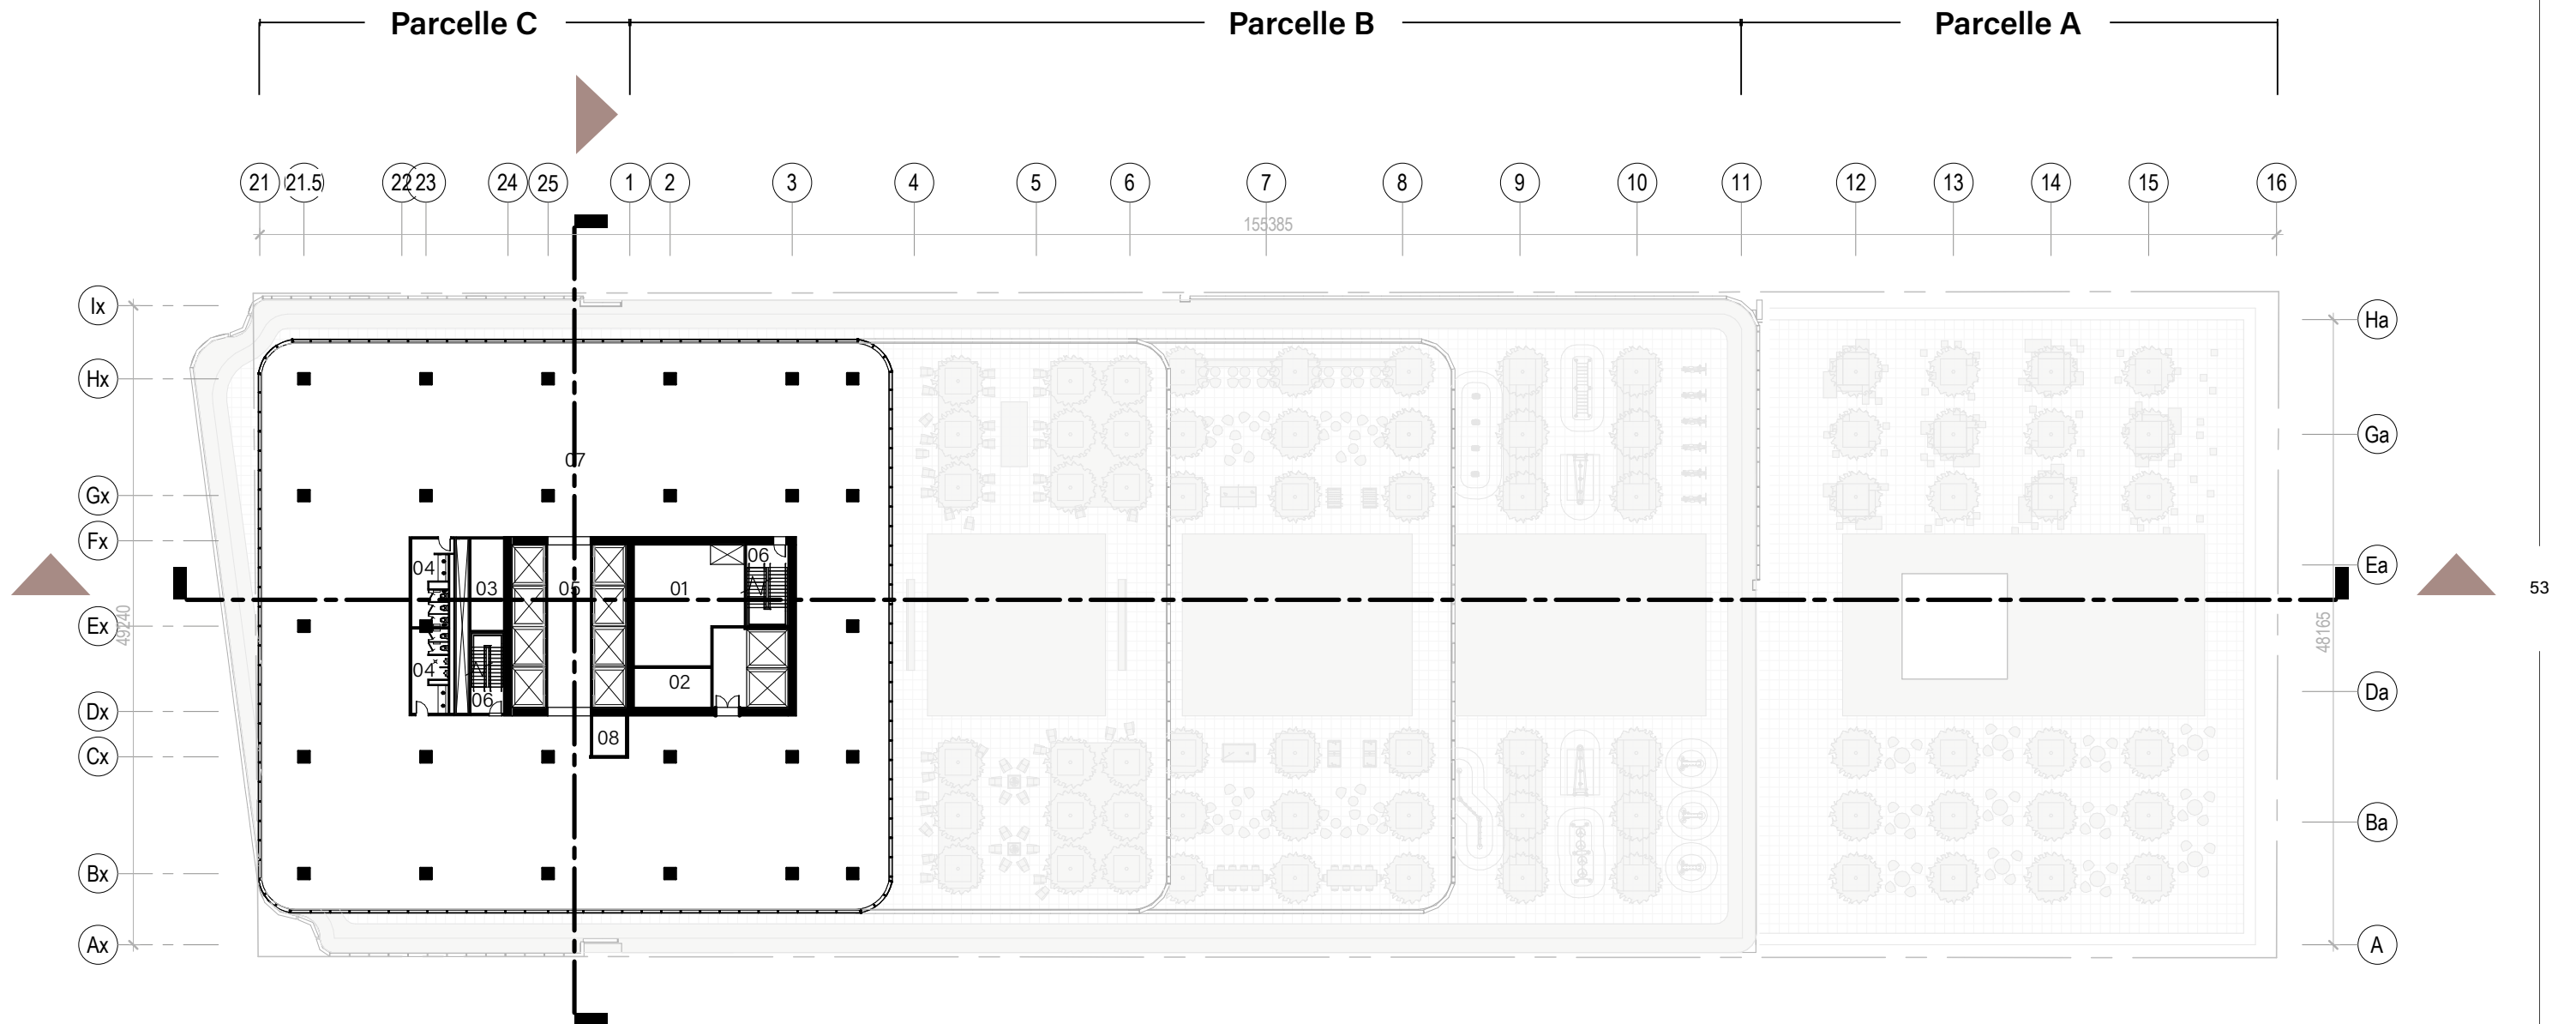 Parcelle C Parcelle B Parcelle A
21 21.5 22 23 24 25 1 2 3 4 5 6 7 8 9 10 11 12 13 14 15 16
155385
Ix
Ha
Hx
Ga
07
Gx
Fx
06
Ea
04
03 05 01
53
Ex
49240
48165
04
02
Da
06
Dx
08
Cx
Ba
Bx
Ax
A